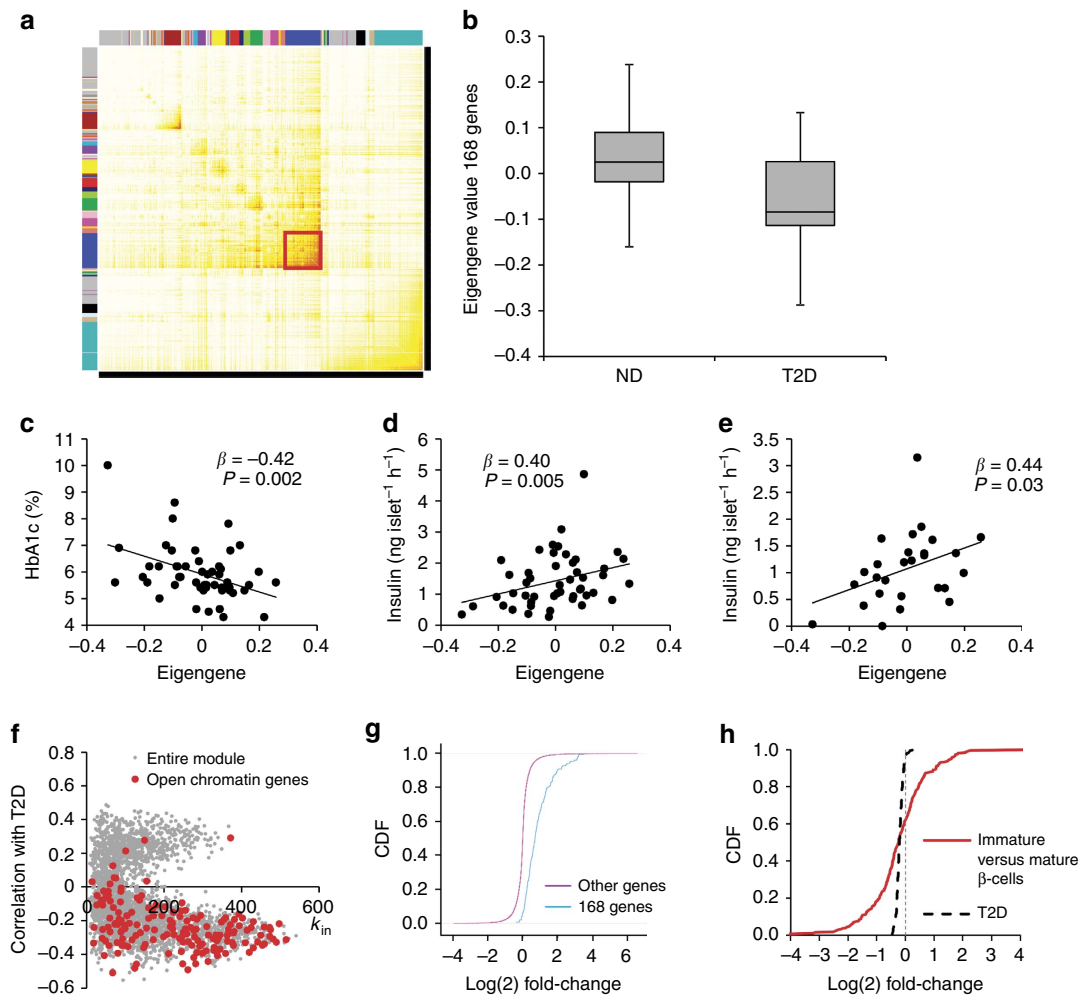 a
b
Eigengene value 168 genes
0.3
0.2
0.1
0.0
−0.1
−0.2
−0.3
−0.4
ND
T2D
c
HbA1c (%)
11
10
9
8
7
6
5
4
β = −0.42
P = 0.002
−0.4
−0.2
0
0.2
0.4
Eigengene
d
Insulin (ng islet⁻¹ h⁻¹)
6
5
4
3
2
1
0
β = 0.40
P = 0.005
−0.4
−0.2
0
0.2
0.4
Eigengene
e
Insulin (ng islet⁻¹ h⁻¹)
3.5
3
2.5
2
1.5
1
0.5
0
β = 0.44
P = 0.03
−0.4
−0.2
0
0.2
0.4
Eigengene
f
Correlation with T2D
0.8
0.6
0.4
0.2
0
−0.2
−0.4
−0.6
Entire module
Open chromatin genes
0
200
400
600
k in
g
CDF
1.0
0.8
0.6
0.4
0.2
0.0
Other genes
168 genes
−4
−2
0
2
4
6
Log(2) fold-change
h
CDF
1.0
0.8
0.6
0.4
0.2
0.0
Immature
versus mature
β-cells
T2D
−4
−3
−2
−1
0
1
2
3
4
Log(2) fold-change